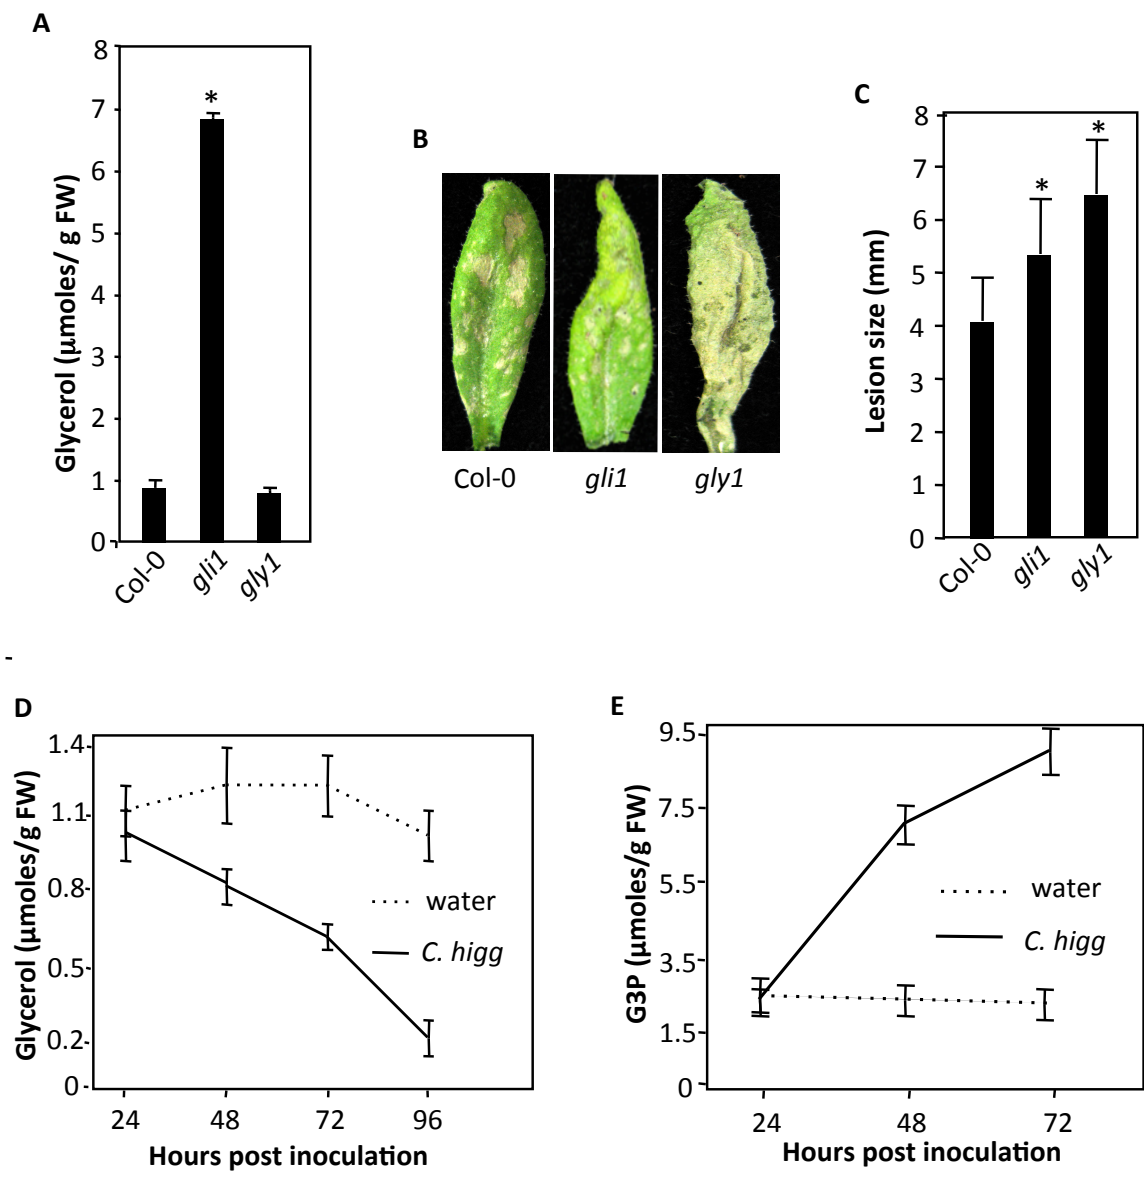 A
8
7
6
5
4
3
2
1
0
Glycerol (µmoles/ g FW)
*
Col-0
gli1
gly1
B
Col-0
gli1
gly1
C
8
7
6
5
4
3
2
1
0
Lesion size (mm)
*
*
Col-0
gli1
gly1
D
1.4
1.1
0.8
0.5
0.2
0
Glycerol (µmoles/g FW)
water
C. higg
24
48
72
96
Hours post inoculation
E
9.5
7.5
5.5
3.5
1.5
0
G3P (µmoles/g FW)
water
C. higg
24
48
72
Hours post inoculation